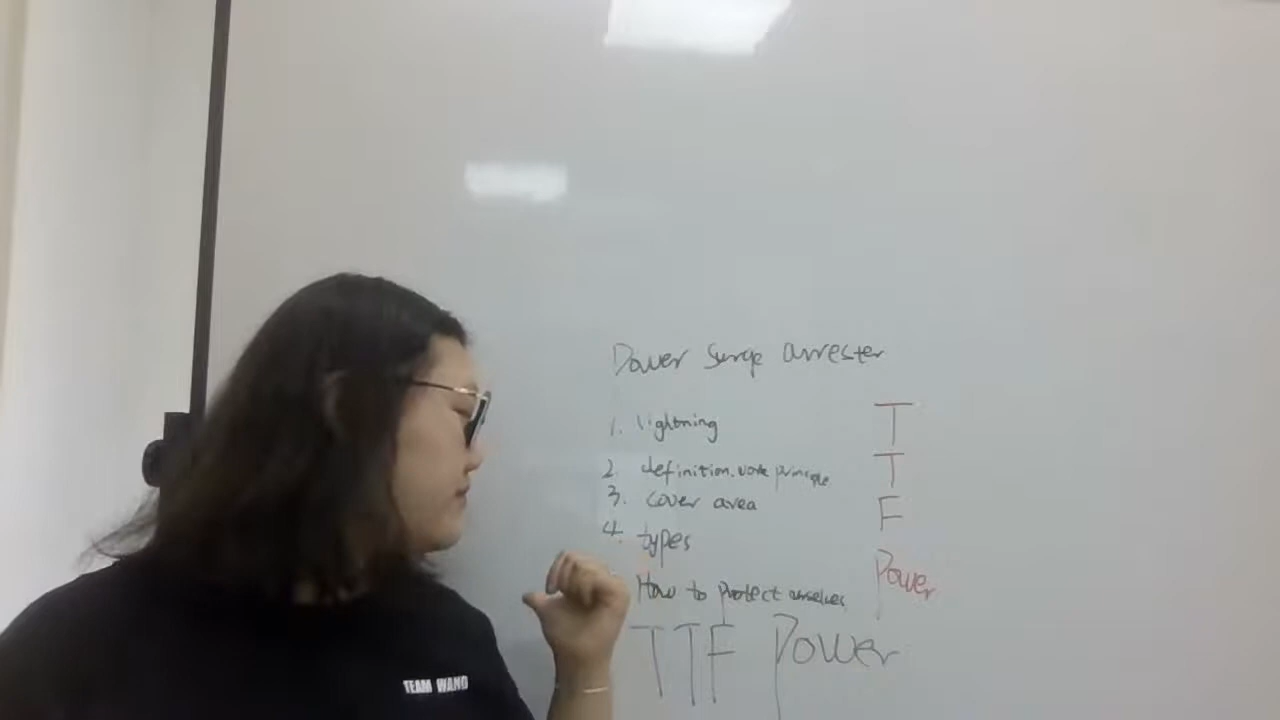 Power Surge arrester
1. lightning
2. definition. work principle
3. cover area
4. types
How to protect ourselves
TTF Power
T
T
F
Power
TEAM WANG